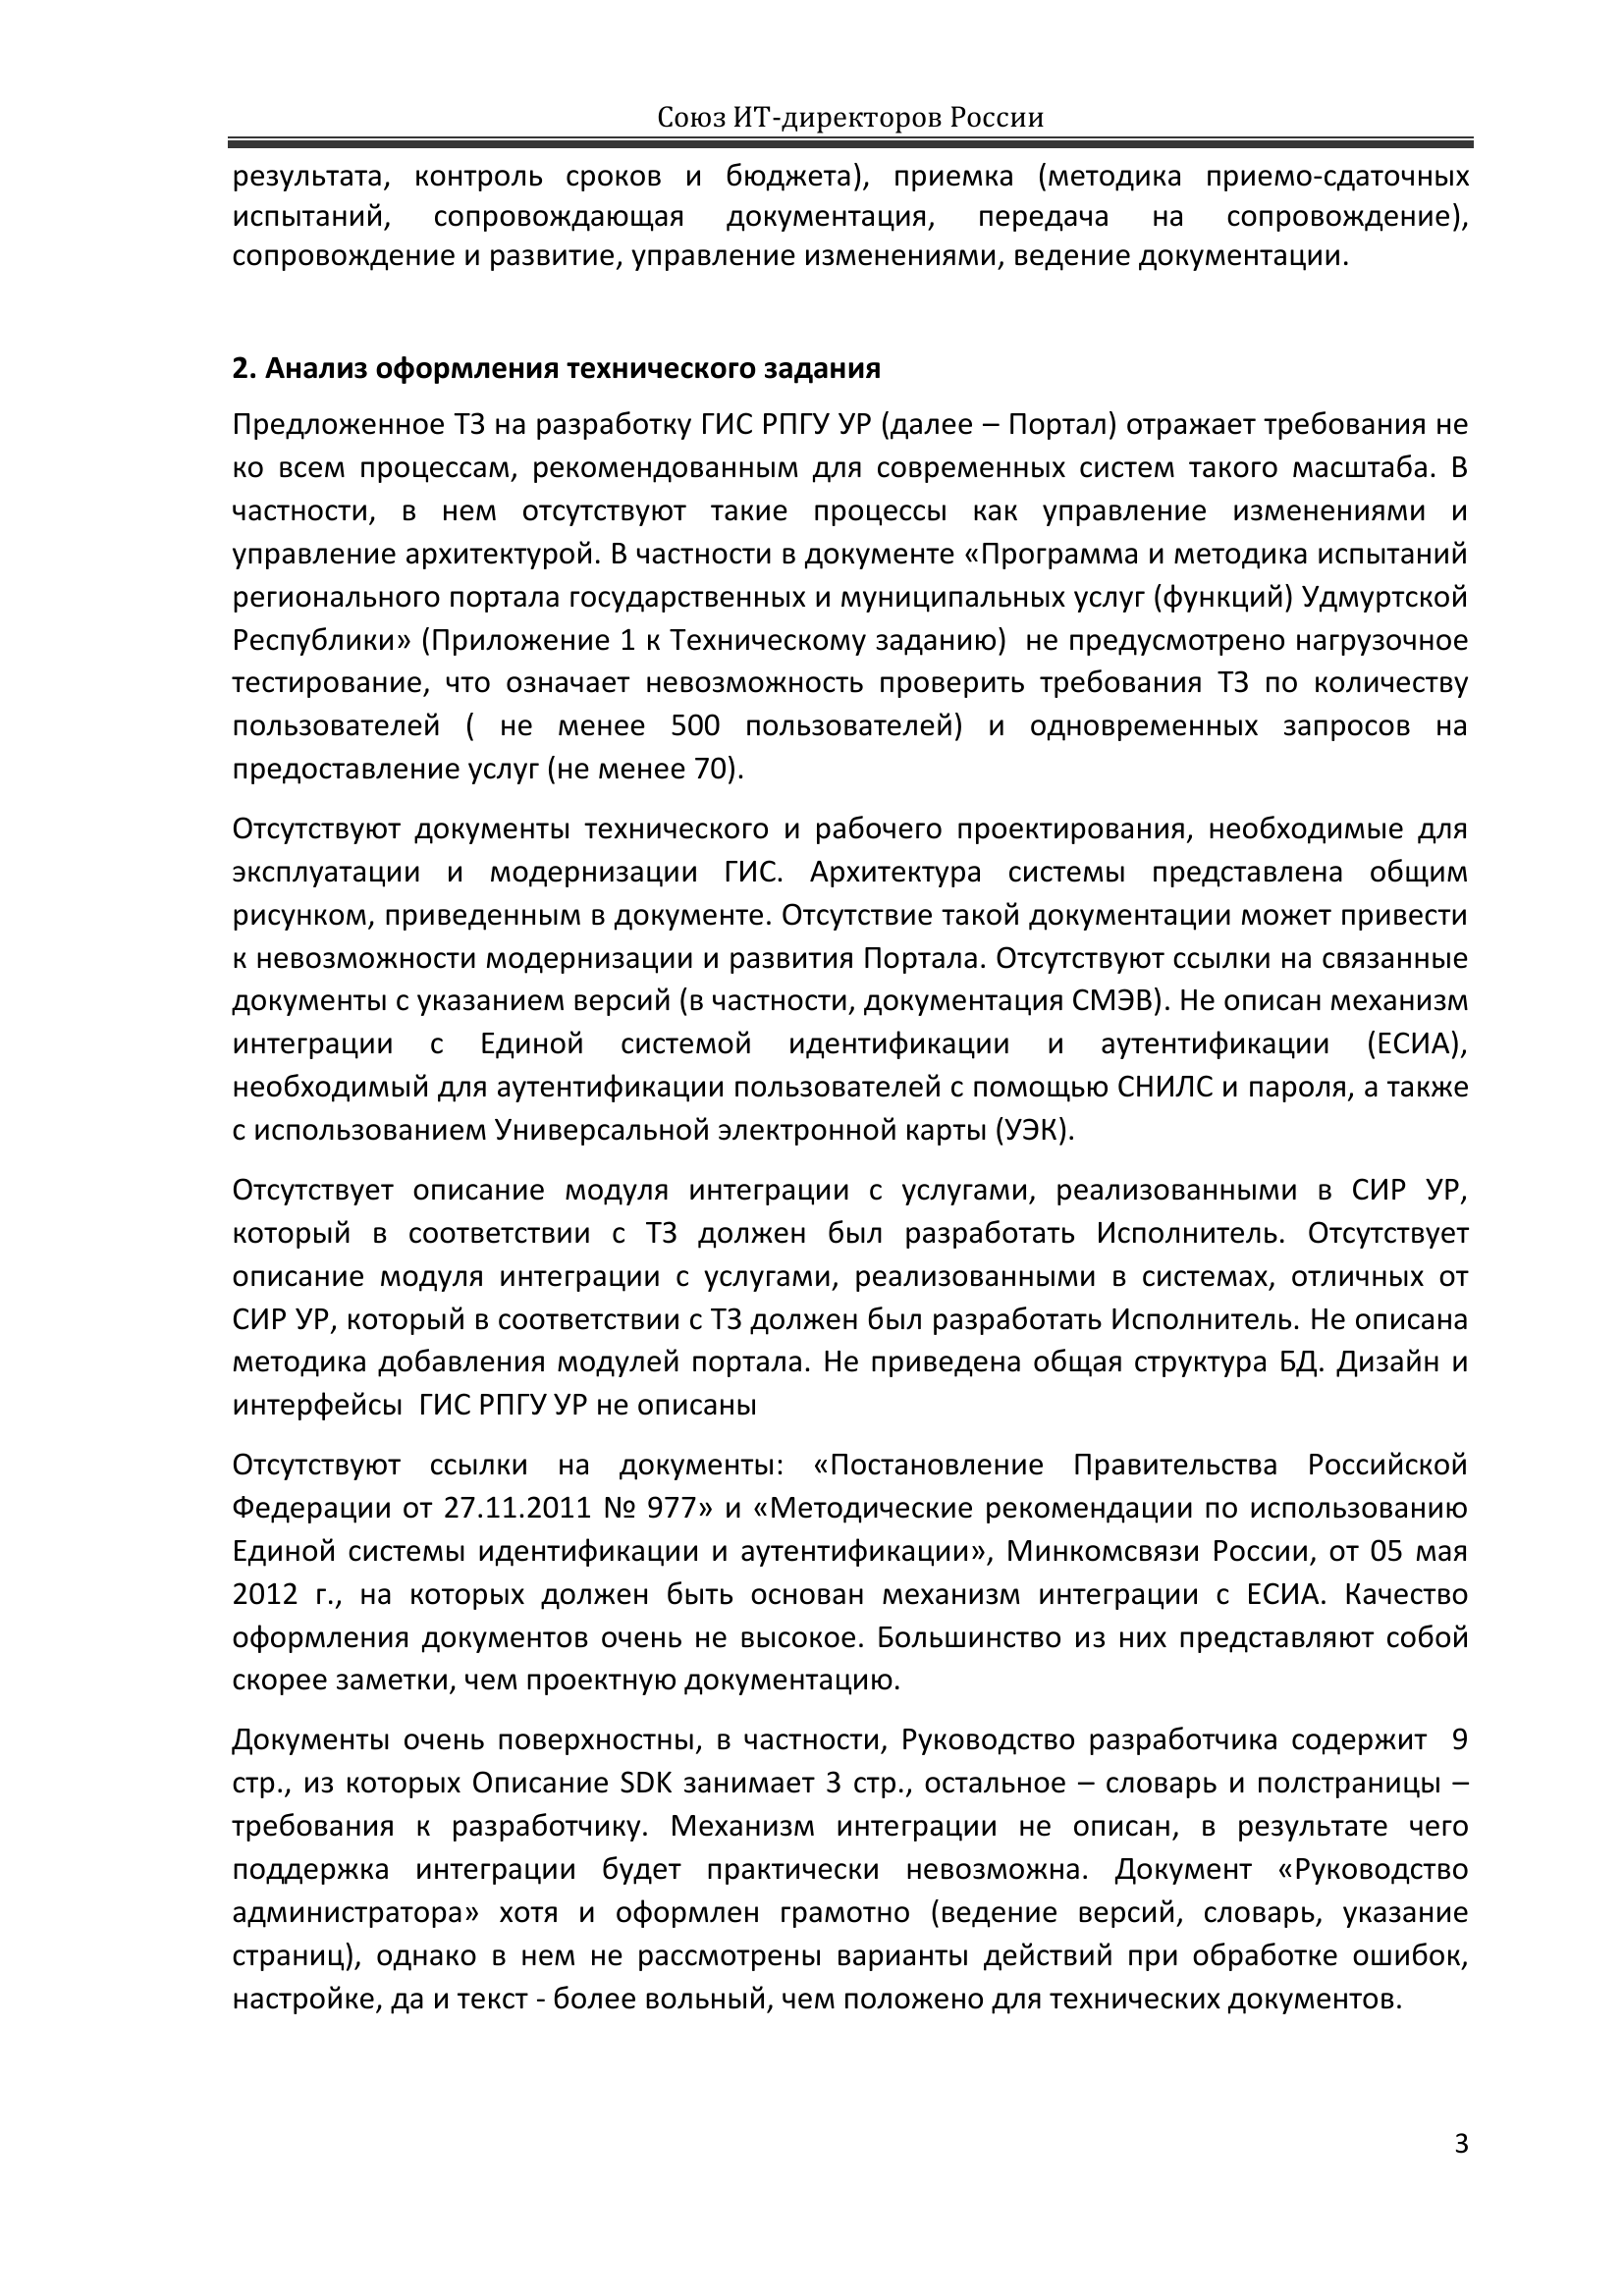 Союз ИТ-директоров России
результата, контроль сроков и бюджета), приемка (методика приемо-сдаточных
испытаний, сопровождающая документация, передача на сопровождение),
сопровождение и развитие, управление изменениями, ведение документации.
2. Анализ оформления технического задания
Предложенное ТЗ на разработку ГИС РПГУ УР (далее – Портал) отражает требования не
ко всем процессам, рекомендованным для современных систем такого масштаба. В
частности, в нем отсутствуют такие процессы как управление изменениями и
управление архитектурой. В частности в документе «Программа и методика испытаний
регионального портала государственных и муниципальных услуг (функций) Удмуртской
Республики» (Приложение 1 к Техническому заданию)  не предусмотрено нагрузочное
тестирование, что означает невозможность проверить требования ТЗ по количеству
пользователей ( не менее 500 пользователей) и одновременных запросов на
предоставление услуг (не менее 70).
Отсутствуют документы технического и рабочего проектирования, необходимые для
эксплуатации и модернизации ГИС. Архитектура системы представлена общим
рисунком, приведенным в документе. Отсутствие такой документации может привести
к невозможности модернизации и развития Портала. Отсутствуют ссылки на связанные
документы с указанием версий (в частности, документация СМЭВ). Не описан механизм
интеграции с Единой системой идентификации и аутентификации (ЕСИА),
необходимый для аутентификации пользователей с помощью СНИЛС и пароля, а также
с использованием Универсальной электронной карты (УЭК).
Отсутствует описание модуля интеграции с услугами, реализованными в СИР УР,
который в соответствии с ТЗ должен был разработать Исполнитель. Отсутствует
описание модуля интеграции с услугами, реализованными в системах, отличных от
СИР УР, который в соответствии с ТЗ должен был разработать Исполнитель. Не описана
методика добавления модулей портала. Не приведена общая структура БД. Дизайн и
интерфейсы  ГИС РПГУ УР не описаны
Отсутствуют ссылки на документы: «Постановление Правительства Российской
Федерации от 27.11.2011 № 977» и «Методические рекомендации по использованию
Единой системы идентификации и аутентификации», Минкомсвязи России, от 05 мая
2012 г., на которых должен быть основан механизм интеграции с ЕСИА. Качество
оформления документов очень не высокое. Большинство из них представляют собой
скорее заметки, чем проектную документацию.
Документы очень поверхностны, в частности, Руководство разработчика содержит  9
стр., из которых Описание SDK занимает 3 стр., остальное – словарь и полстраницы –
требования к разработчику. Механизм интеграции не описан, в результате чего
поддержка интеграции будет практически невозможна. Документ «Руководство
администратора» хотя и оформлен грамотно (ведение версий, словарь, указание
страниц), однако в нем не рассмотрены варианты действий при обработке ошибок,
настройке, да и текст - более вольный, чем положено для технических документов.
3